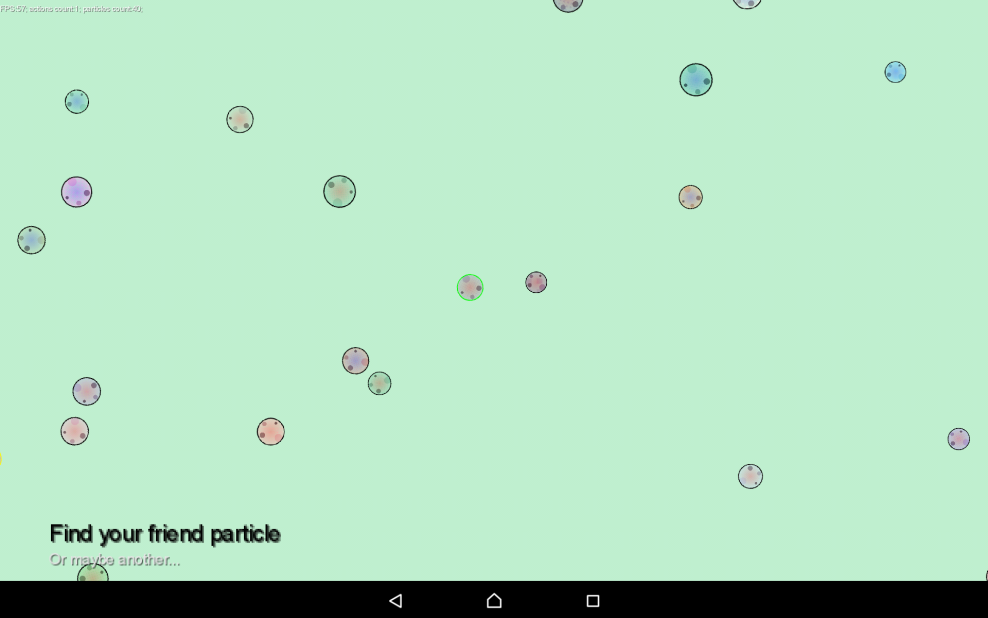 FPS:57; actions count:1; particles count:40;
Find your friend particle
Or maybe another...